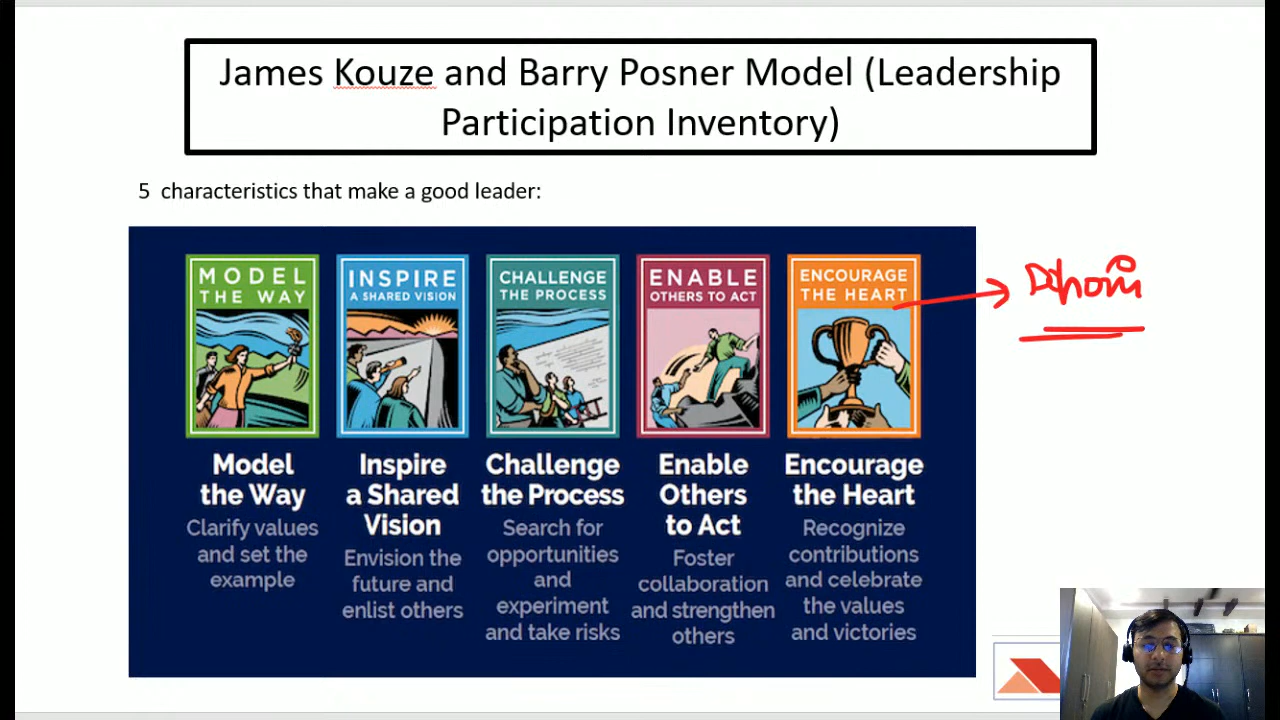 James Kouze and Barry Posner Model (Leadership
Participation Inventory)
5 characteristics that make a good leader:
MODEL
THE WAY
INSPIRE
A SHARED VISION
CHALLENGE
THE PROCESS
ENABLE
OTHERS TO ACT
ENCOURAGE
THE HEART
Dhoni
Model
the Way
Clarify values
and set the
example
Inspire
a Shared
Vision
Envision the
future and
enlist others
Challenge
the Process
Search for
opportunities
and
experiment
and take risks
Enable
Others
to Act
Foster
collaboration
and strengthen
others
Encourage
the Heart
Recognize
contributions
and celebrate
the values
and victories